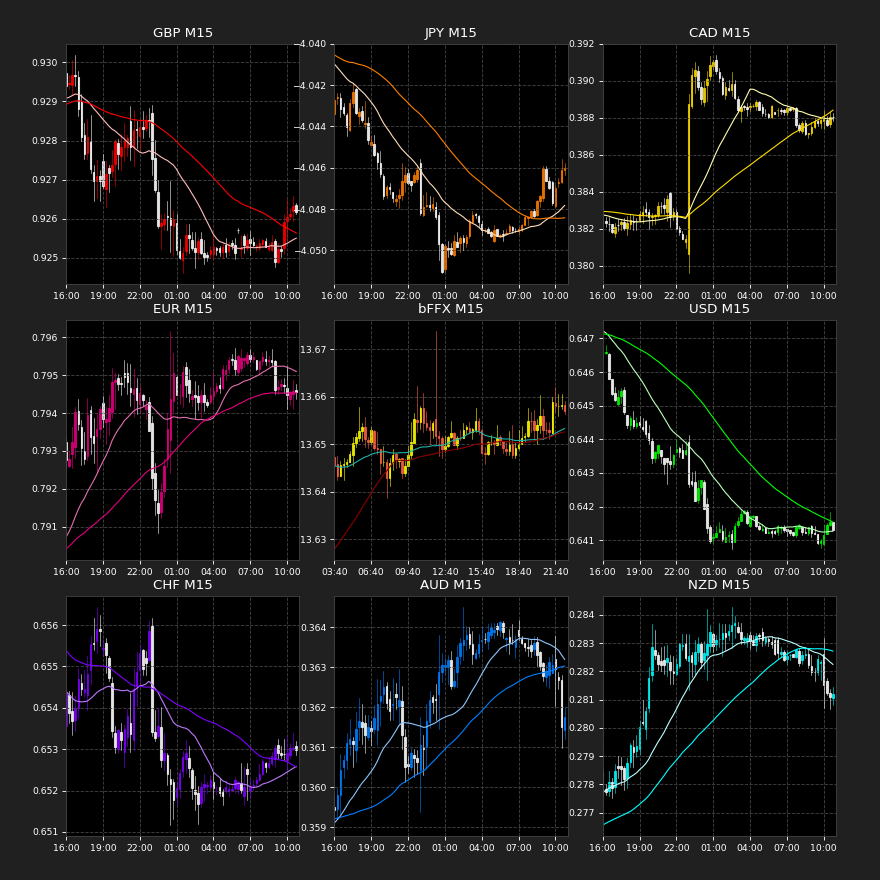 GBP M15 JPY M15 CAD M15
0.930 0.929 0.928 0.927 0.926 0.925
−4.040 −4.042 −4.044 −4.046 −4.048 −4.050
0.392 0.390 0.388 0.386 0.384 0.382 0.380
16:00 19:00 22:00 01:00 04:00 07:00 10:00 16:00 19:00 22:00 01:00 04:00 07:00 10:00 16:00 19:00 22:00 01:00 04:00 07:00 10:00
EUR M15 bFFX M15 USD M15
0.796 0.795 0.794 0.793 0.792 0.791
13.67 13.66 13.65 13.64 13.63
0.647 0.646 0.645 0.644 0.643 0.642 0.641
16:00 19:00 22:00 01:00 04:00 07:00 10:00 03:40 06:40 09:40 12:40 15:40 18:40 21:40 16:00 19:00 22:00 01:00 04:00 07:00 10:00
CHF M15 AUD M15 NZD M15
0.656 0.655 0.654 0.653 0.652 0.651
0.364 0.363 0.362 0.361 0.360 0.359
0.284 0.283 0.282 0.281 0.280 0.279 0.278 0.277
16:00 19:00 22:00 01:00 04:00 07:00 10:00 16:00 19:00 22:00 01:00 04:00 07:00 10:00 16:00 19:00 22:00 01:00 04:00 07:00 10:00